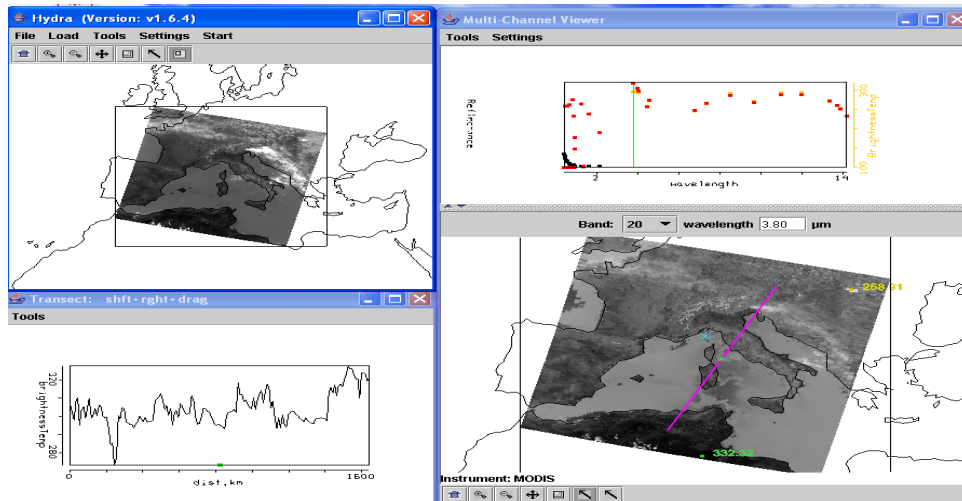 Hydra (Version: v1.6.4)
File Load Tools Settings Start
Multi-Channel Viewer
Tools Settings
Reflectance
300
BrightnessTemp
100
2
14
wavelength
Band: 20 wavelength 3.80 µm
258.91
332.32
Instrument: MODIS
Transect: shft+rght+drag
Tools
320
brightnessTemp
280
0
1600
dist,km